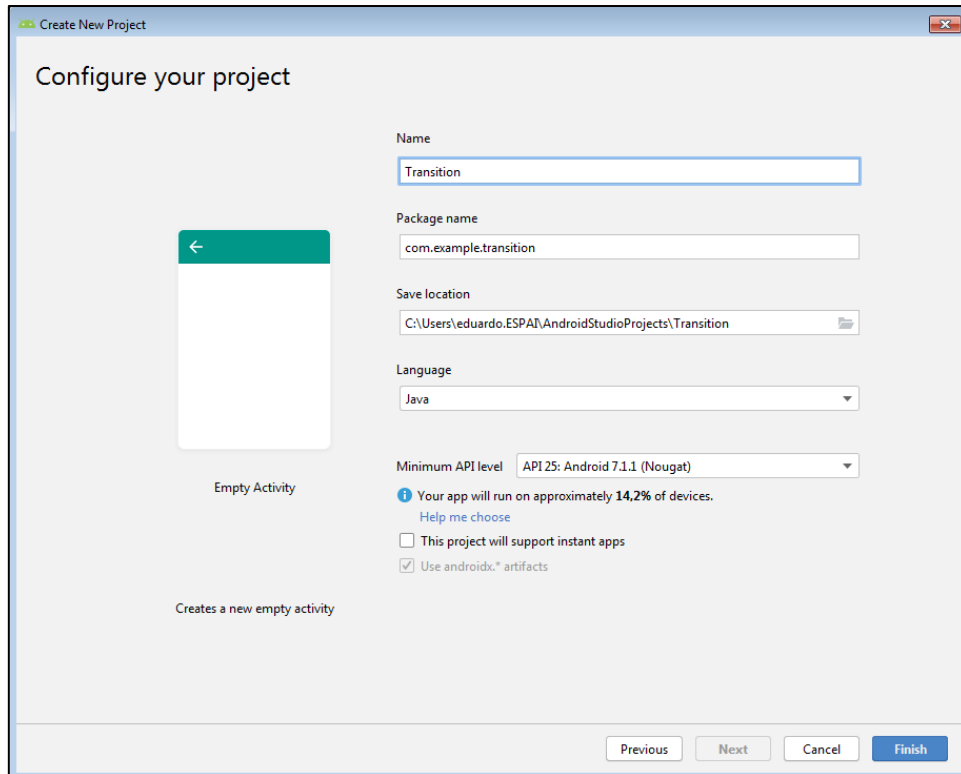 Create New Project
Configure your project
Name
Transition
Package name
com.example.transition
Save location
C:\Users\eduardo.ESPAI\AndroidStudioProjects\Transition
Language
Java
Minimum API level API 25: Android 7.1.1 (Nougat)
Your app will run on approximately 14,2% of devices.
Help me choose
This project will support instant apps
Use androidx.* artifacts
Empty Activity
Creates a new empty activity
Previous Next Cancel Finish